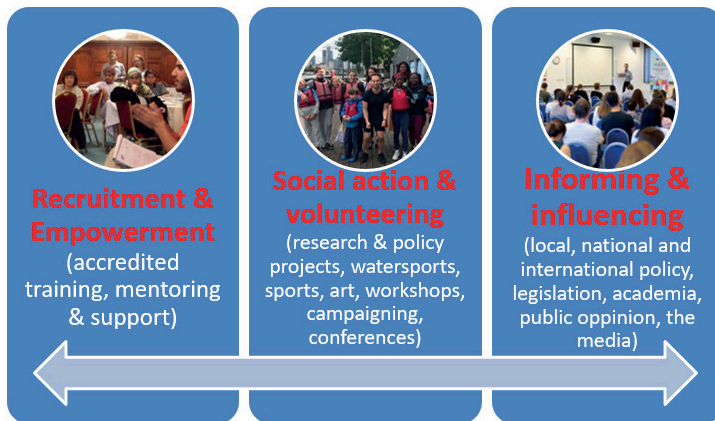 Recruitment &
Empowerment
(accredited
training, mentoring
& support)
Social action &
volunteering
(research & policy
projects, watersports,
sports, art, workshops,
campaigning,
conferences)
Informing &
influencing
(local, national and
international policy,
legislation, academia,
public oppinion, the
media)